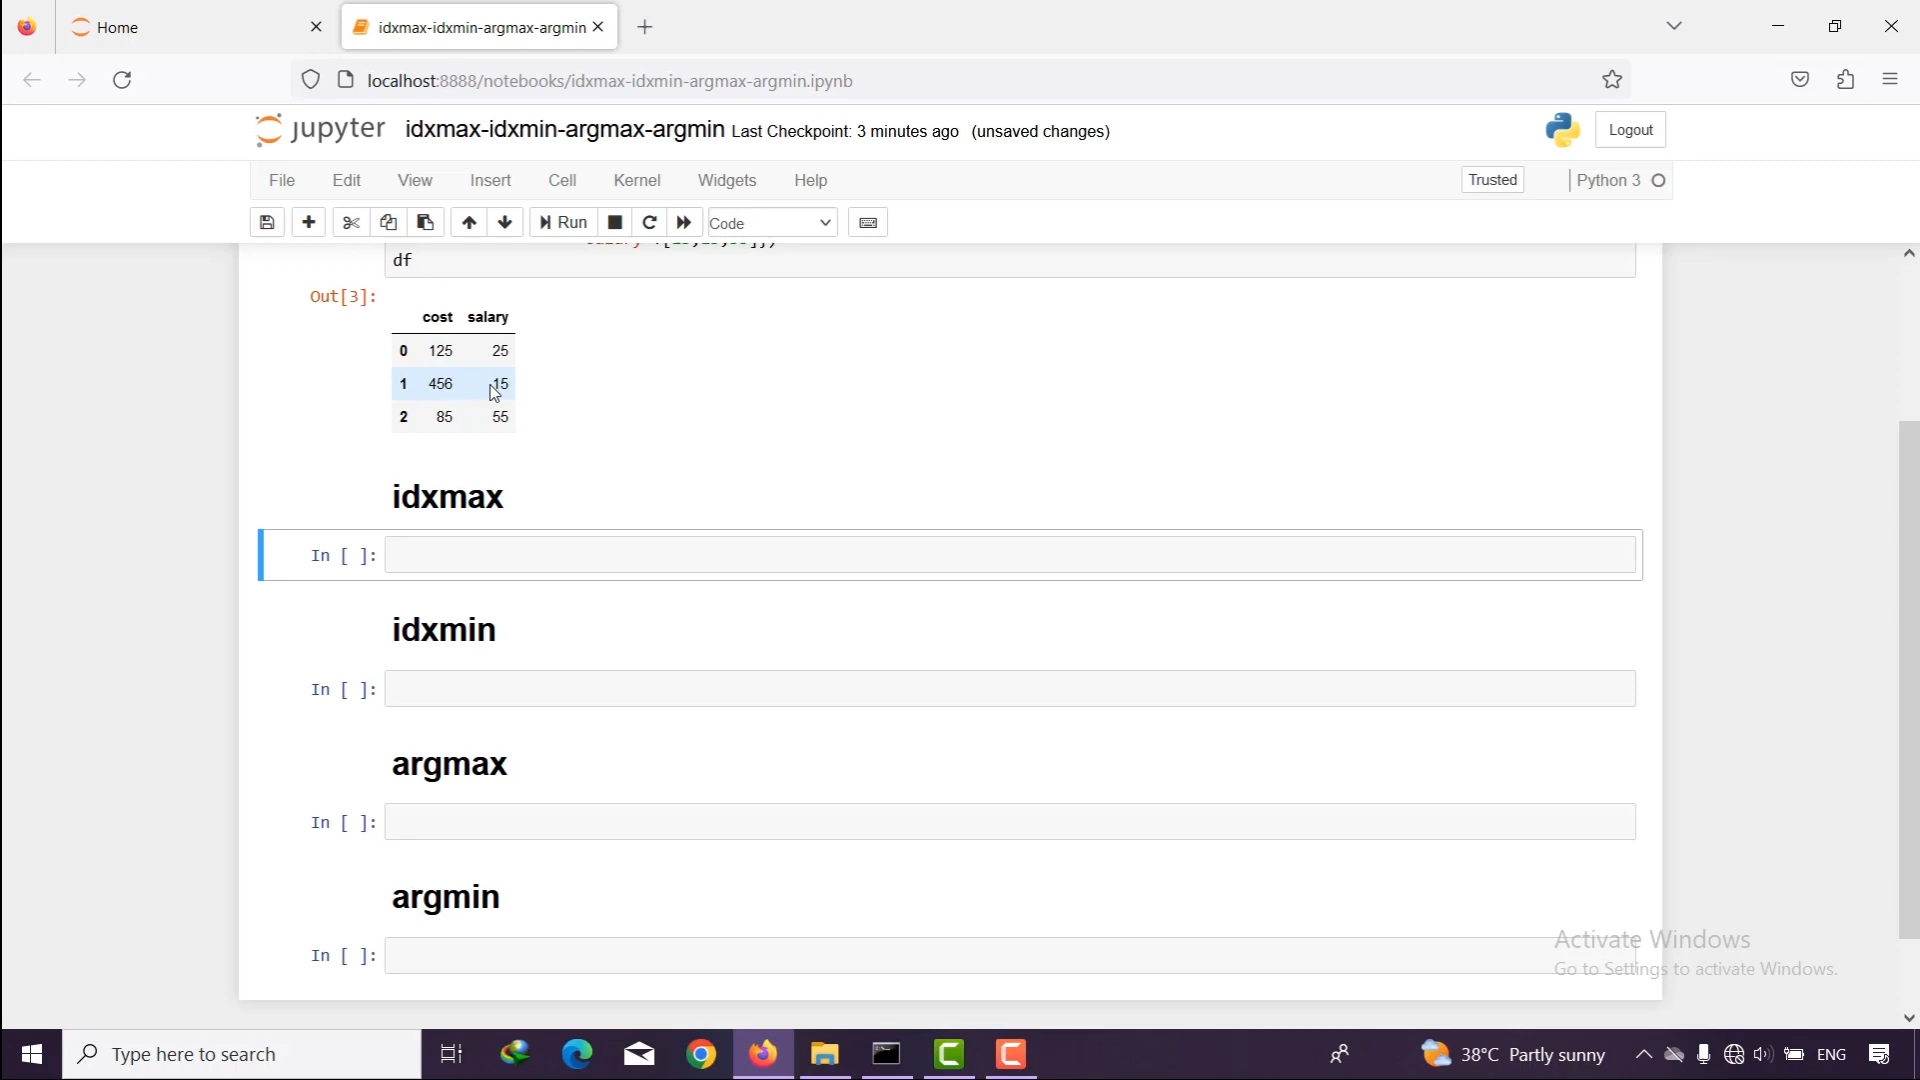 Home
idxmax-idxmin-argmax-argmin
localhost:8888/notebooks/idxmax-idxmin-argmax-argmin.ipynb
jupyter idxmax-idxmin-argmax-argmin Last Checkpoint: 3 minutes ago (unsaved changes)
Logout
File Edit View Insert Cell Kernel Widgets Help
Trusted
Python 3
Run
Code
df
Out[3]:
cost salary
0 125 25
1 456 15
2 85 55
idxmax
In [ ]:
idxmin
In [ ]:
argmax
In [ ]:
argmin
In [ ]:
Activate Windows
Go to Settings to activate Windows.
Type here to search
38°C Partly sunny
ENG